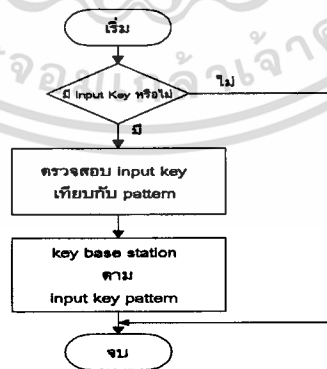 เริ่ม
มี Input Key หรือไม่
ไม่
มี
ตรวจสอบ input key
เทียบกับ pattern
key base station
ตาม
input key pattern
จบ